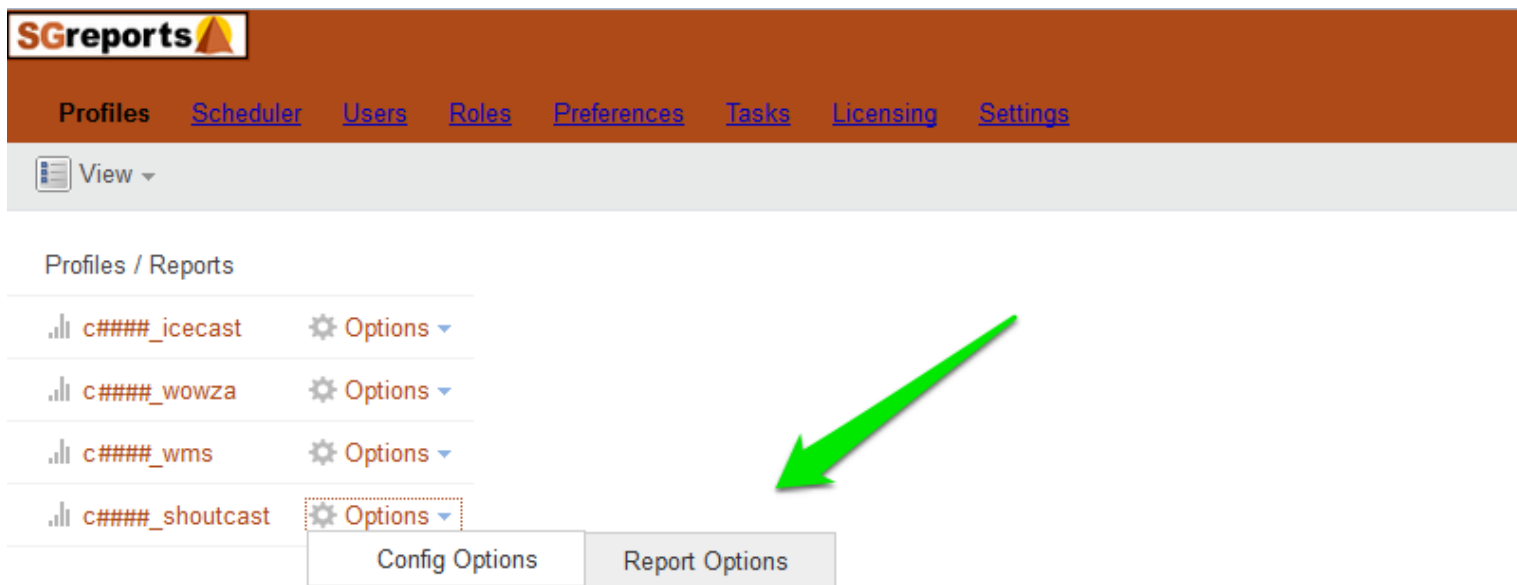 SGreports
Profiles Scheduler Users Roles Preferences Tasks Licensing Settings
View
Profiles / Reports
c####_icecast Options
c####_wowza Options
c####_wms Options
c####_shoutcast Options
Config Options Report Options